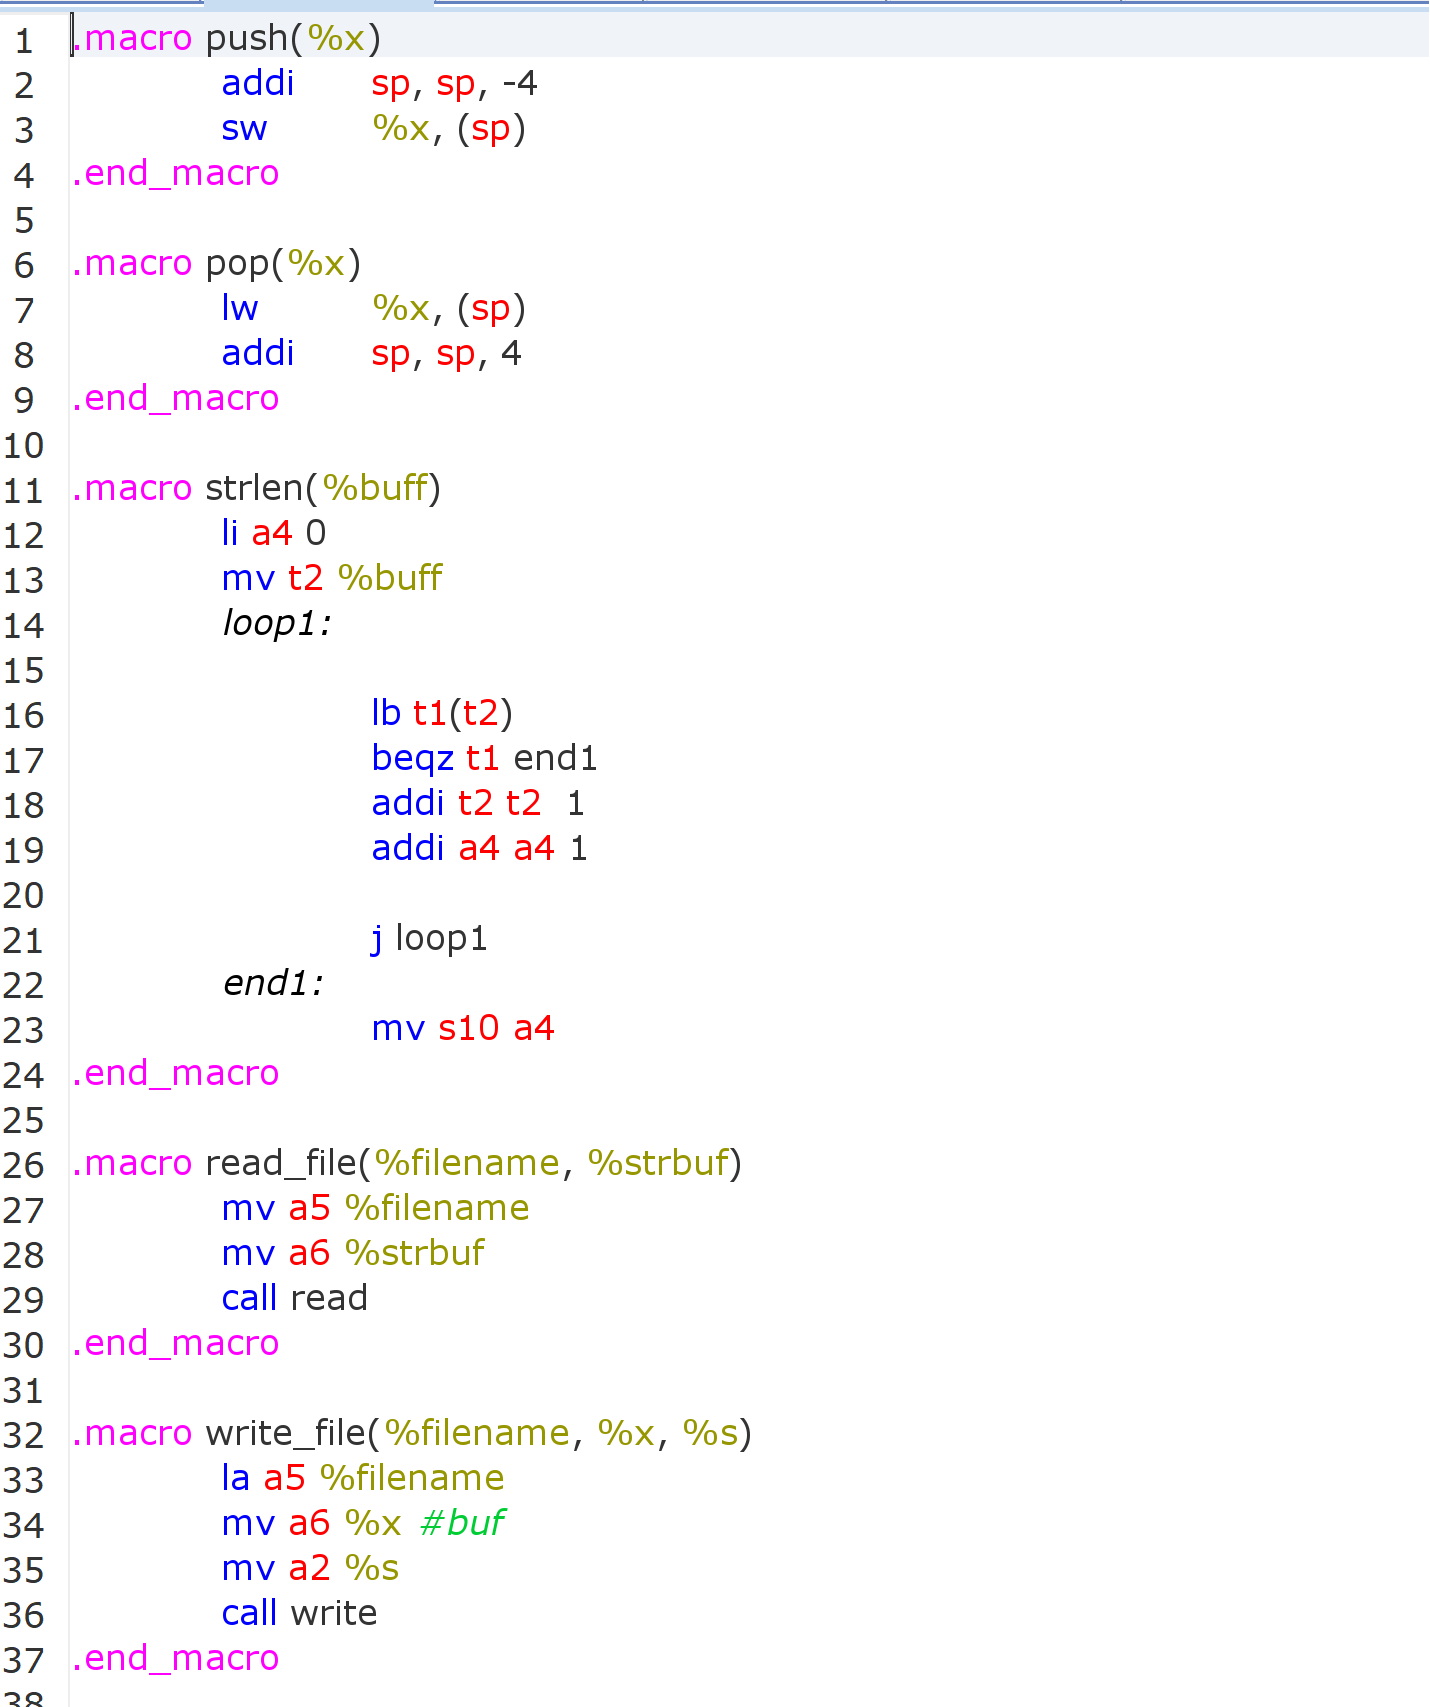 1 .macro push(%x)
2 addi sp, sp, -4
3 sw %x, (sp)
4 .end_macro
5
6 .macro pop(%x)
7 lw %x, (sp)
8 addi sp, sp, 4
9 .end_macro
10
11 .macro strlen(%buff)
12 li a4 0
13 mv t2 %buff
14 loop1:
15
16 lb t1(t2)
17 beqz t1 end1
18 addi t2 t2  1
19 addi a4 a4 1
20
21 j loop1
22 end1:
23 mv s10 a4
24 .end_macro
25
26 .macro read_file(%filename, %strbuf)
27 mv a5 %filename
28 mv a6 %strbuf
29 call read
30 .end_macro
31
32 .macro write_file(%filename, %x, %s)
33 la a5 %filename
34 mv a6 %x #buf
35 mv a2 %s
36 call write
37 .end_macro
38